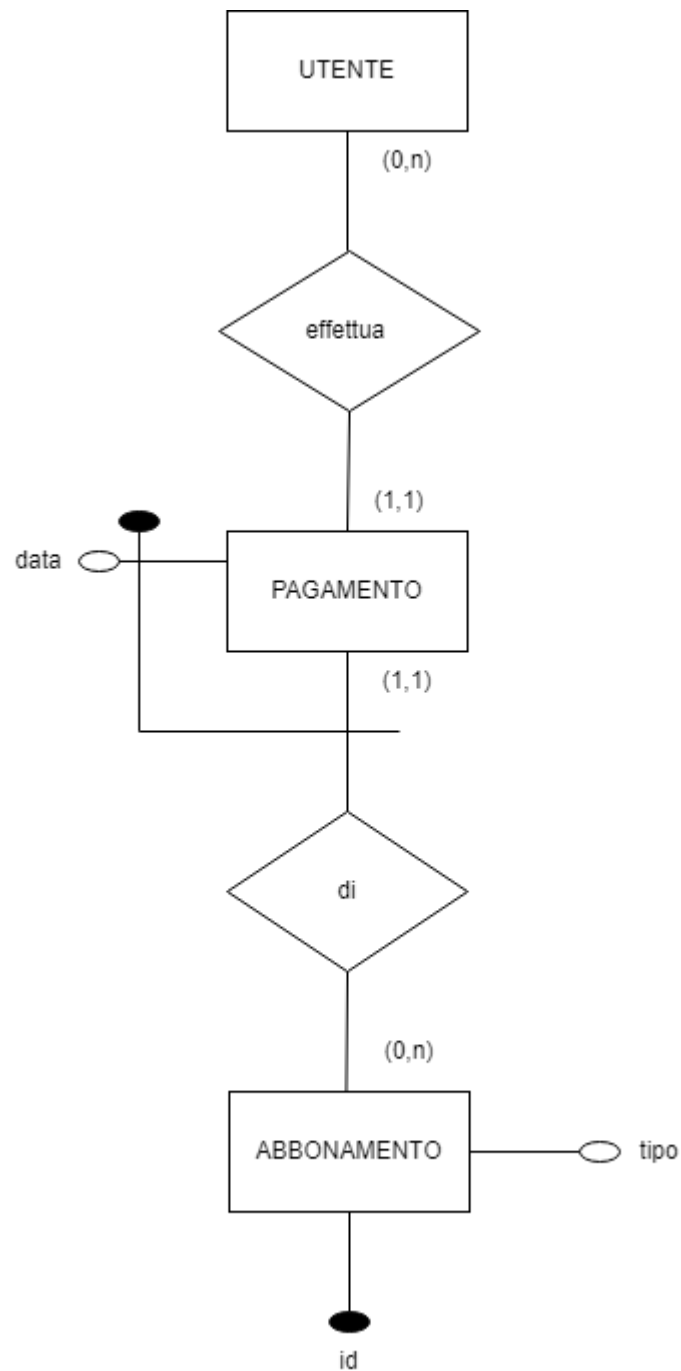 UTENTE
(0,n)
effettua
(1,1)
data
PAGAMENTO
(1,1)
di
(0,n)
ABBONAMENTO
tipo
id